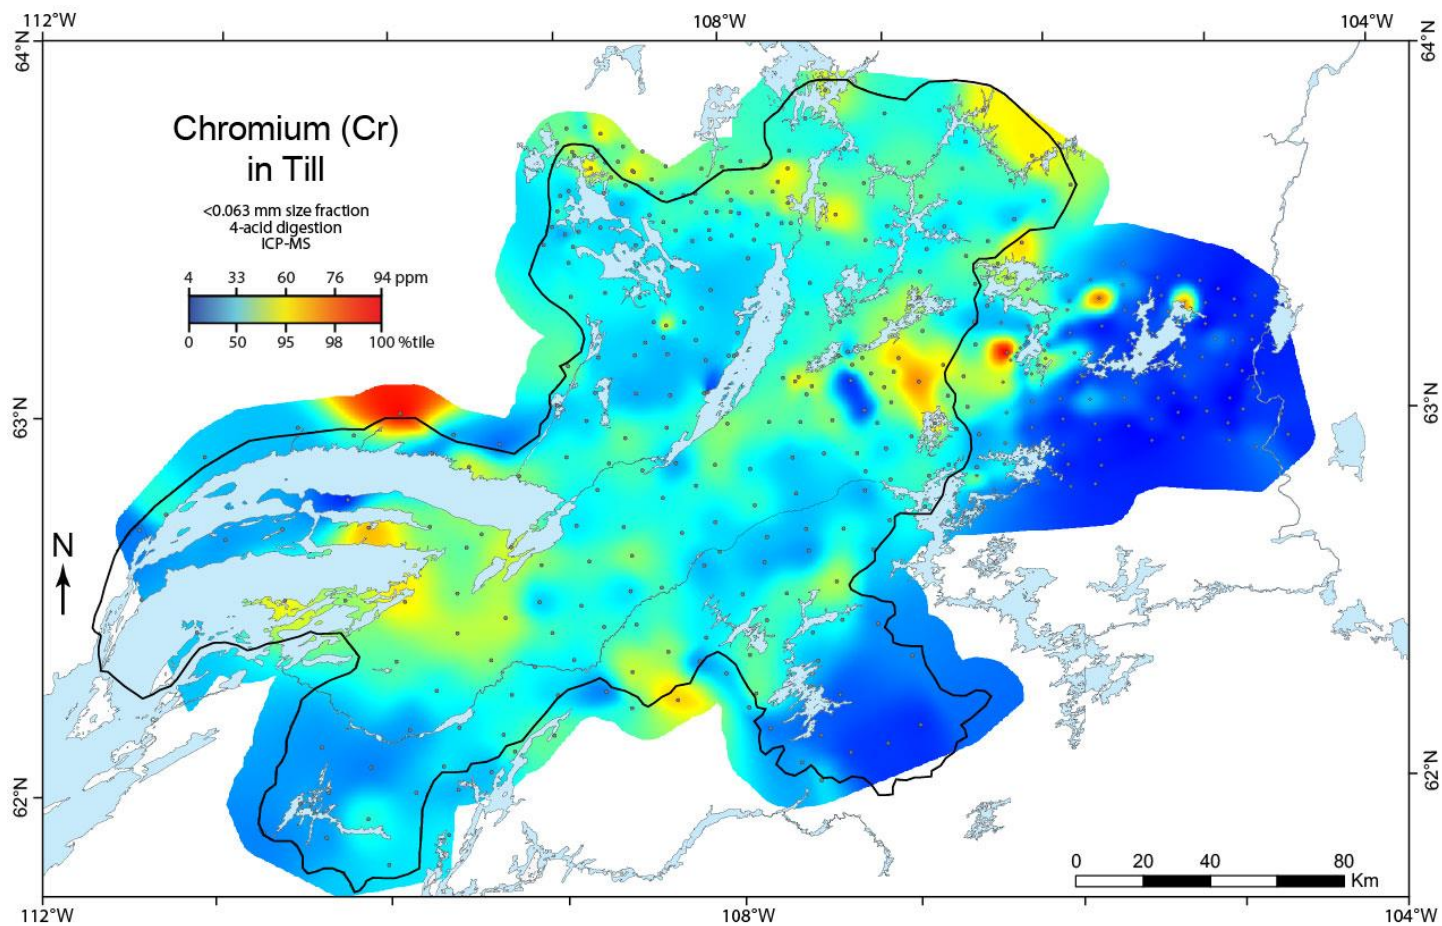 112°W 108°W 104°W
64°N 64°N
Chromium (Cr)
in Till
<0.063 mm size fraction
4-acid digestion
ICP-MS
4 33 60 76 94 ppm
0 50 95 98 100 %tile
63°N 63°N
N
62°N 62°N
0 20 40 80
Km
112°W 108°W 104°W